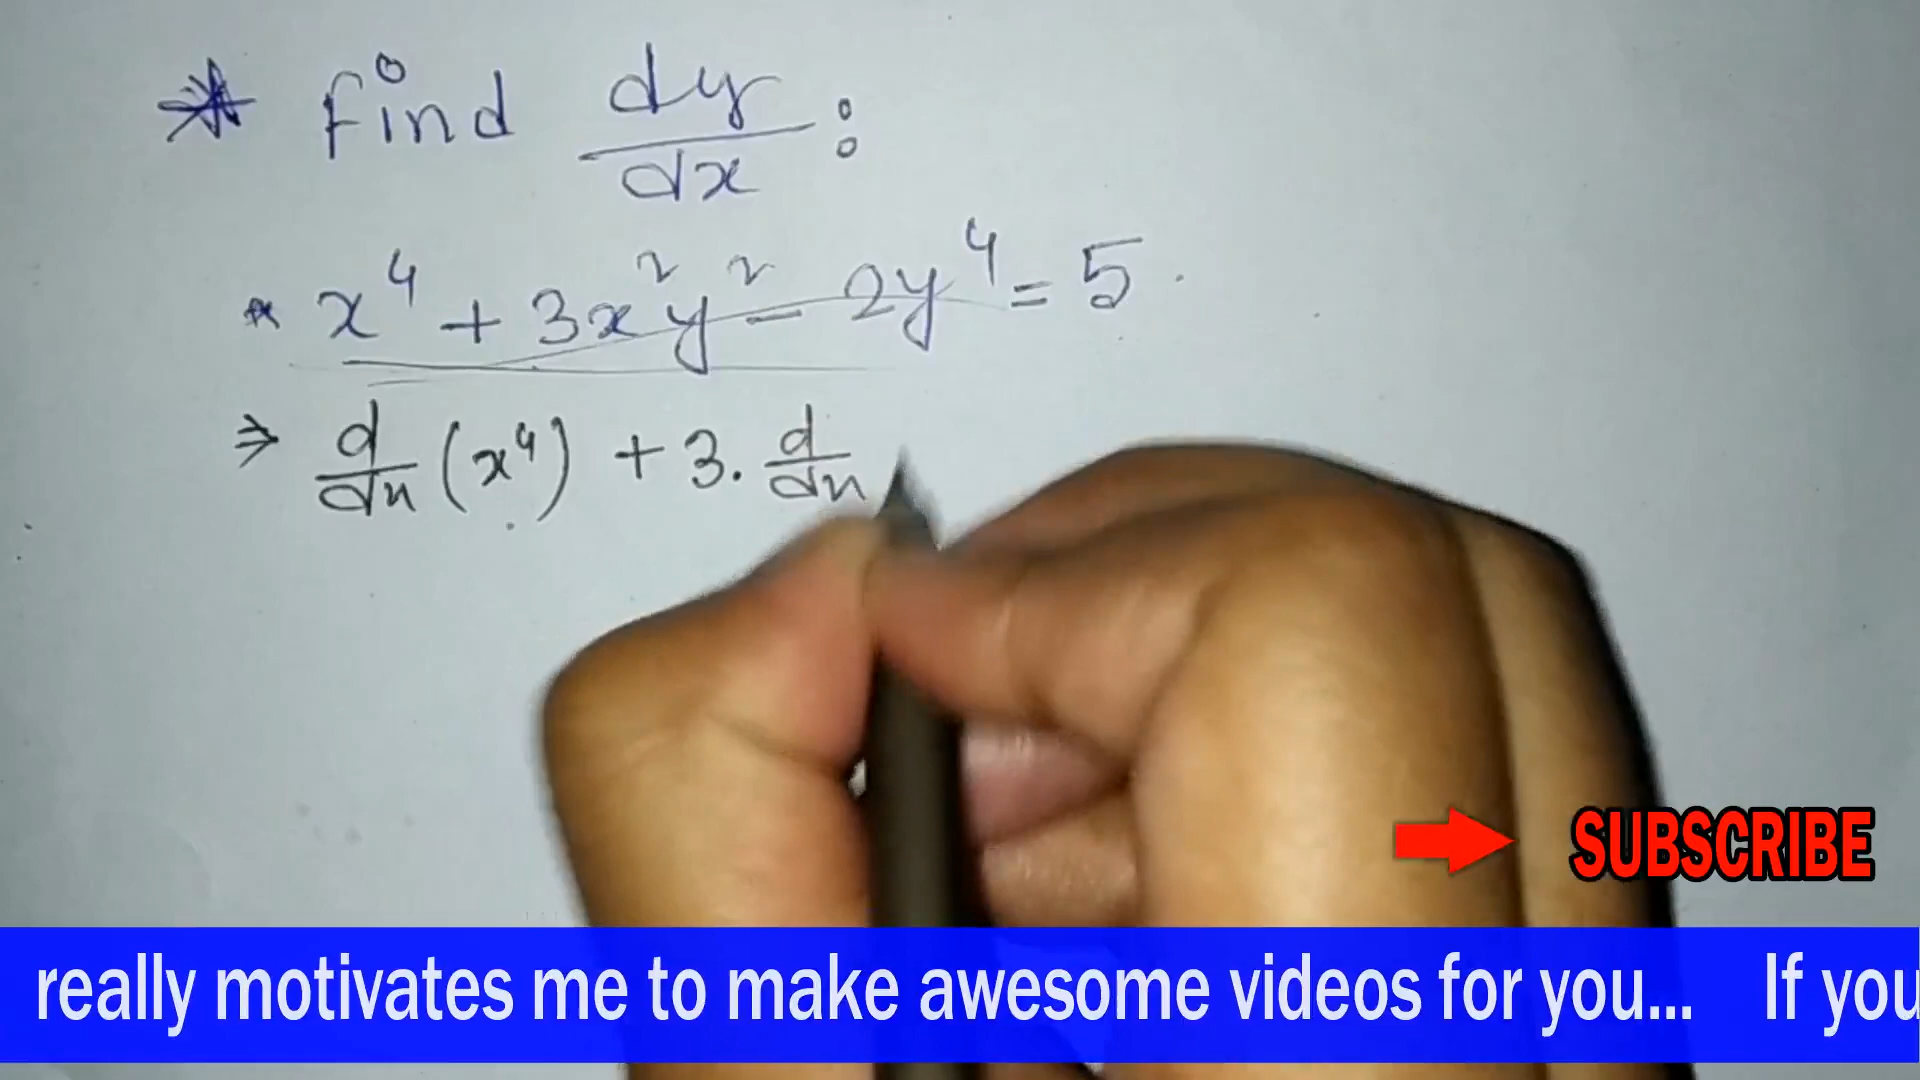 * Find dy/dx :
* x⁴ + 3x²y² - 2y⁴ = 5 .
⇒ d/dx (x⁴) + 3. d/dx
SUBSCRIBE
really motivates me to make awesome videos for you... If you